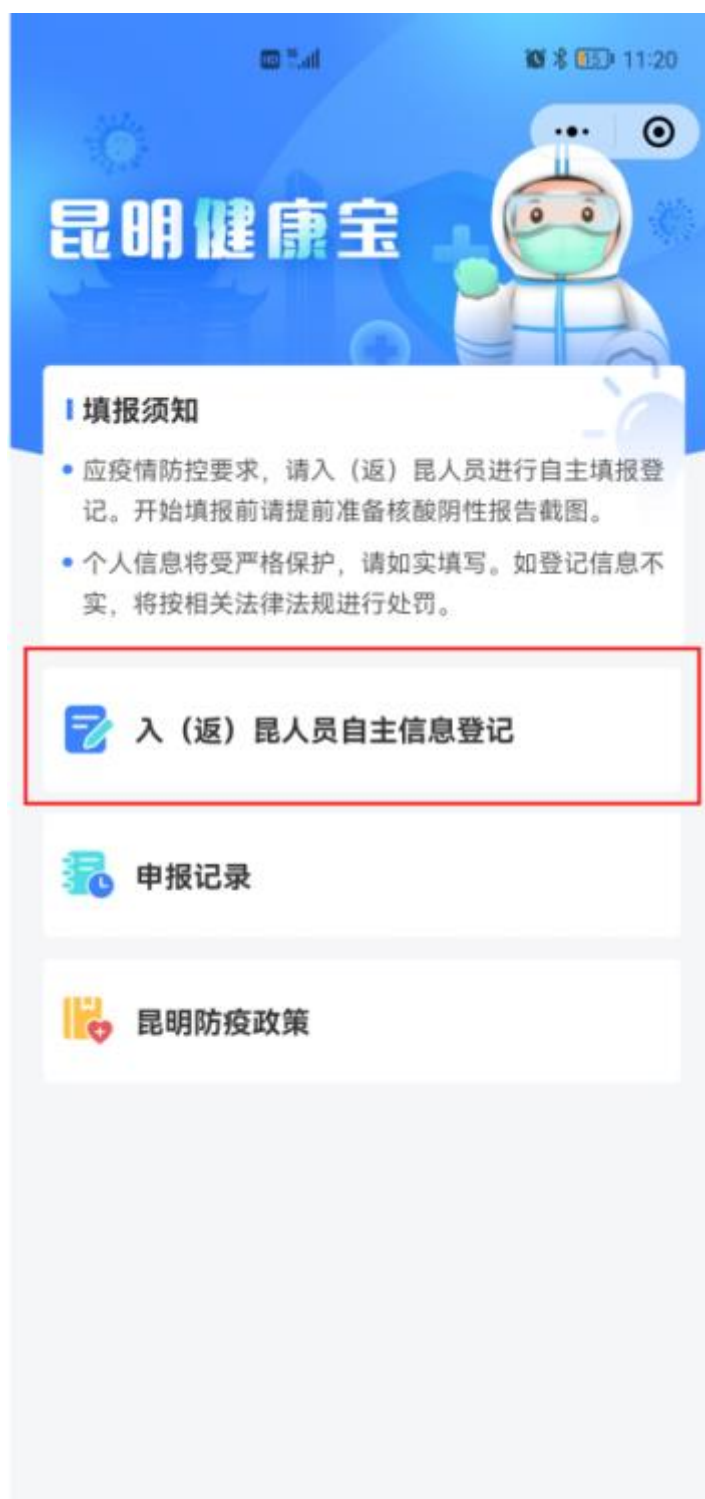 11:20
昆明健康宝
填报须知
应疫情防控要求，请入（返）昆人员进行自主填报登
记。开始填报前请提前准备核酸阴性报告截图。
个人信息将受严格保护，请如实填写。如登记信息不
实，将按相关法律法规进行处罚。
入（返）昆人员自主信息登记
申报记录
昆明防疫政策